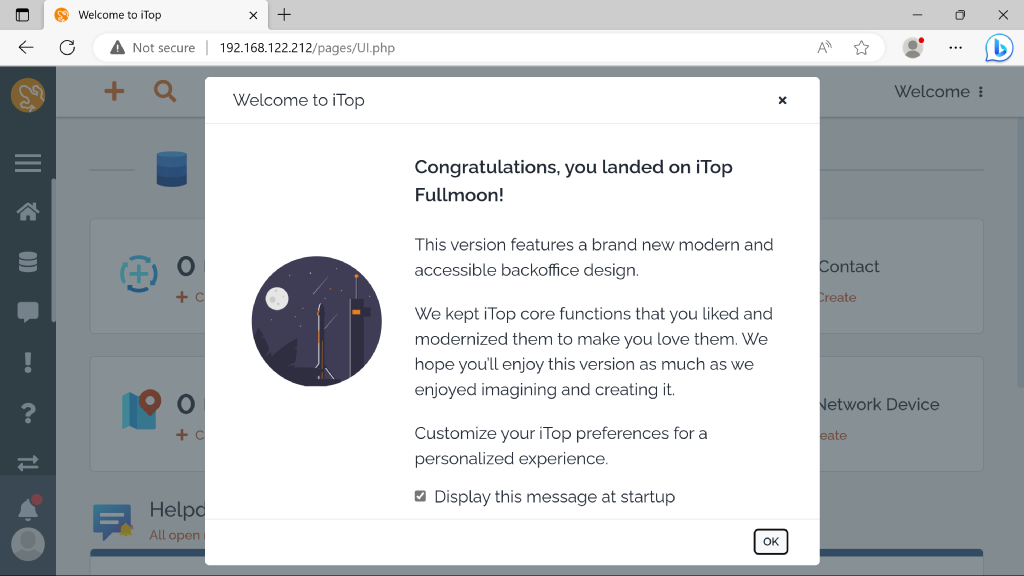 Welcome to iTop
Not secure 192.168.122.212/pages/UI.php
Welcome
Welcome to iTop
Congratulations, you landed on iTop
Fullmoon!
This version features a brand new modern and
accessible backoffice design.
We kept iTop core functions that you liked and
modernized them to make you love them. We
hope you'll enjoy this version as much as we
enjoyed imagining and creating it.
Customize your iTop preferences for a
personalized experience.
Display this message at startup
OK
0
Contact
Create
0
Network Device
eate
Helpd
All open